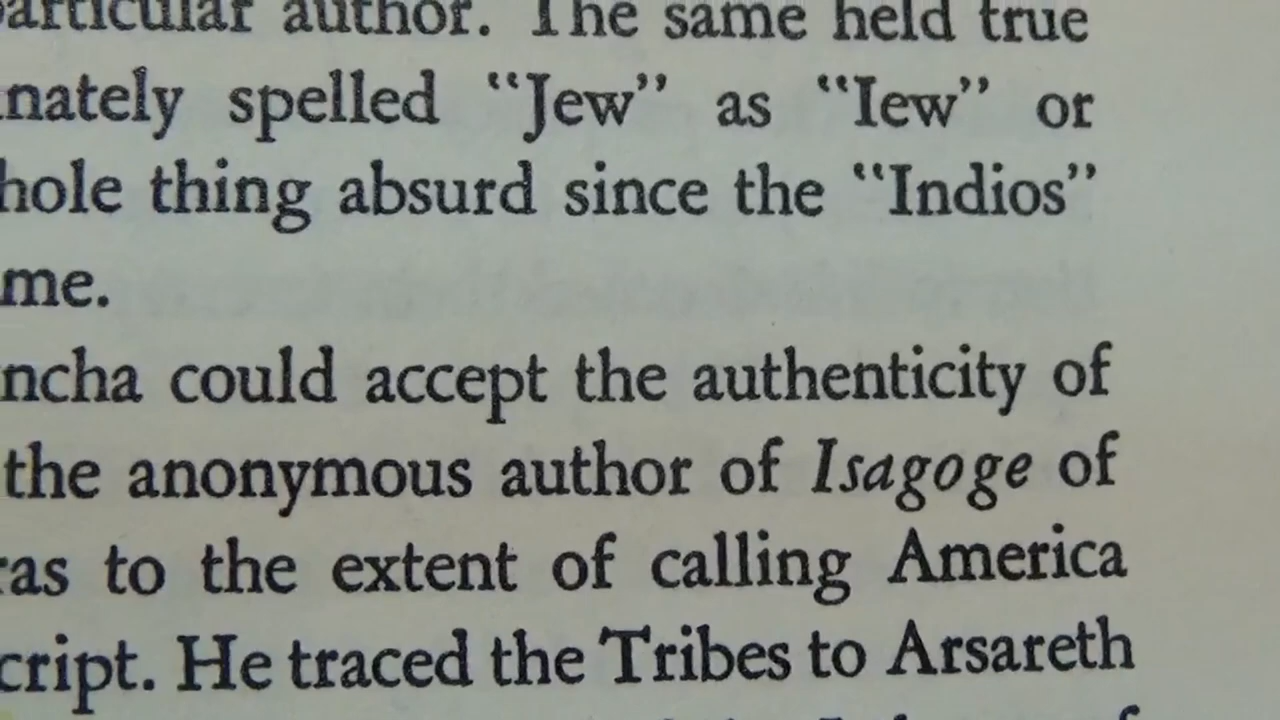 particular author. The same held true
nately spelled "Jew" as "Iew" or
hole thing absurd since the "Indios"
me.
ncha could accept the authenticity of
the anonymous author of Isagoge of
ras to the extent of calling America
cript. He traced the Tribes to Arsareth